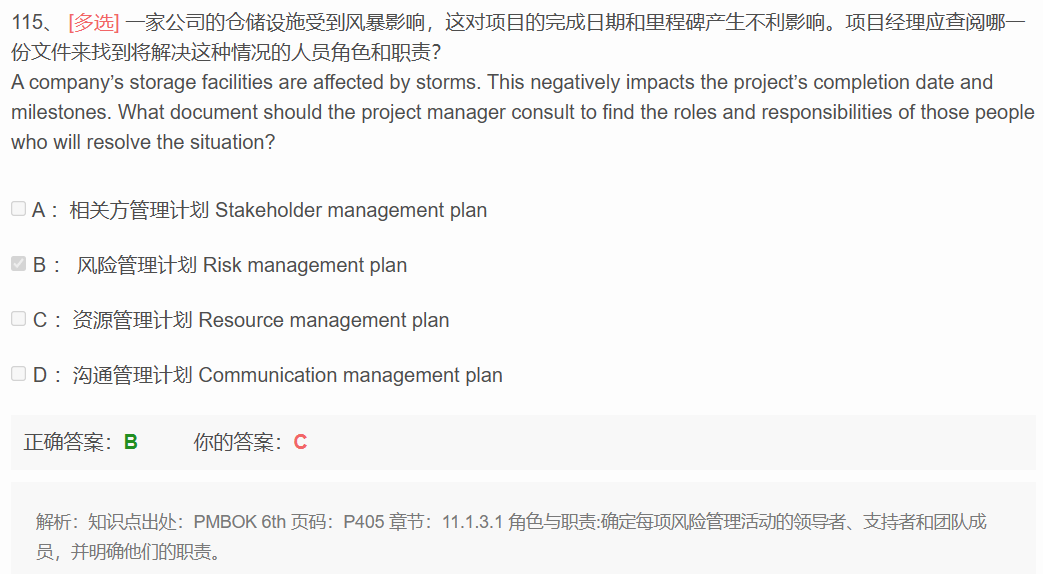 115、 [多选] 一家公司的仓储设施受到风暴影响，这对项目的完成日期和里程碑产生不利影响。项目经理应查阅哪一
份文件来找到将解决这种情况的人员角色和职责?
A company’s storage facilities are affected by storms. This negatively impacts the project’s completion date and
milestones. What document should the project manager consult to find the roles and responsibilities of those people
who will resolve the situation?
A： 相关方管理计划 Stakeholder management plan
B： 风险管理计划 Risk management plan
C： 资源管理计划 Resource management plan
D： 沟通管理计划 Communication management plan
正确答案：B 你的答案：C
解析：知识点出处：PMBOK 6th 页码：P405 章节：11.1.3.1 角色与职责:确定每项风险管理活动的领导者、支持者和团队成
员，并明确他们的职责。